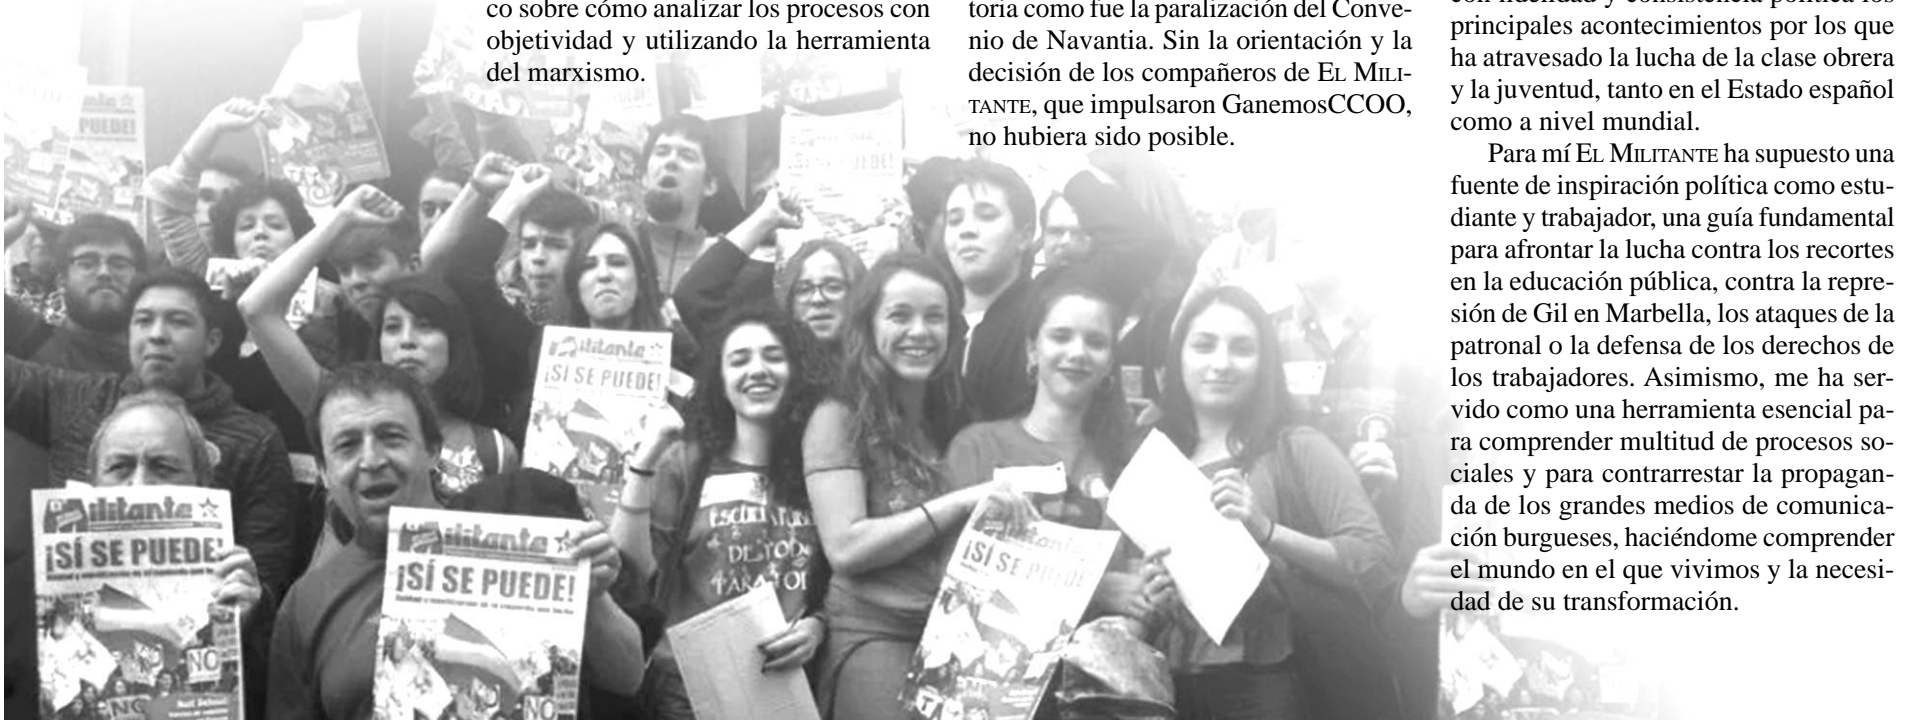 co sobre cómo analizar los procesos con
objetividad y utilizando la herramienta
del marxismo.
toria como fue la paralización del Conve-
nio de Navantia. Sin la orientación y la
decisión de los compañeros de EL MILI-
TANTE, que impulsaron GanemosCCOO,
no hubiera sido posible.
principales acontecimientos por los que
ha atravesado la lucha de la clase obrera
y la juventud, tanto en el Estado español
como a nivel mundial.
Para mí EL MILITANTE ha supuesto una
fuente de inspiración política como estu-
diante y trabajador, una guía fundamental
para afrontar la lucha contra los recortes
en la educación pública, contra la repre-
sión de Gil en Marbella, los ataques de la
patronal o la defensa de los derechos de
los trabajadores. Asimismo, me ha ser-
vido como una herramienta esencial pa-
ra comprender multitud de procesos so-
ciales y para contrarrestar la propagan-
da de los grandes medios de comunica-
ción burgueses, haciéndome comprender
el mundo en el que vivimos y la necesi-
dad de su transformación.
PUEDE!
Militante
¡SÍ SE PUEDE!
Militante
¡SÍ SE PUEDE!
NO
Militante
¡SÍ SE PUEDE!
NO
¡SÍ SE PUEDE!